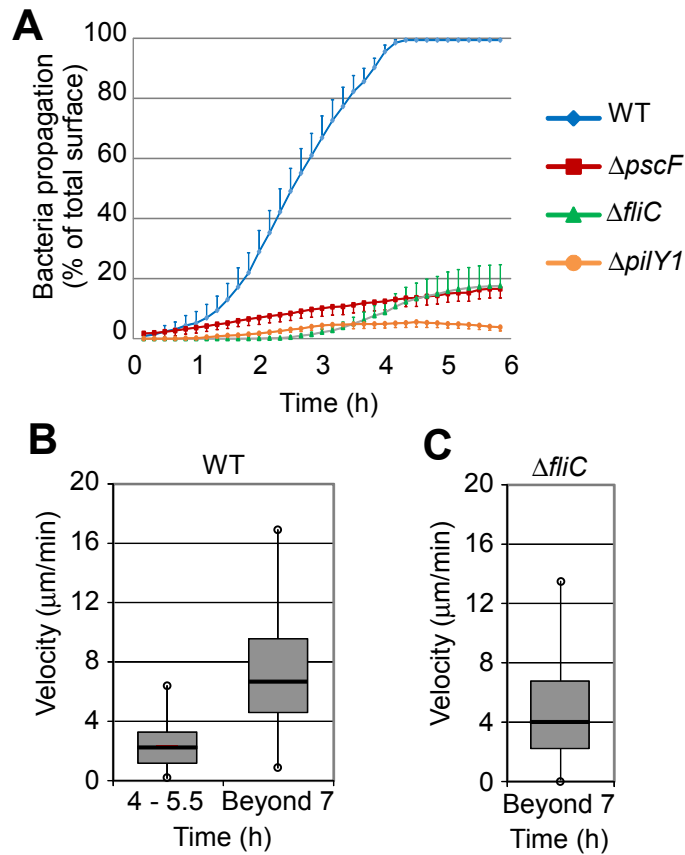 A
Bacteria propagation
(% of total surface)
100
80
60
40
20
0
0 1 2 3 4 5 6
Time (h)
WT
ΔpscF
ΔfliC
ΔpilY1
B
WT
Velocity (µm/min)
20
16
12
8
4
0
4 - 5.5 Beyond 7
Time (h)
C
ΔfliC
Velocity (µm/min)
20
16
12
8
4
0
Beyond 7
Time (h)